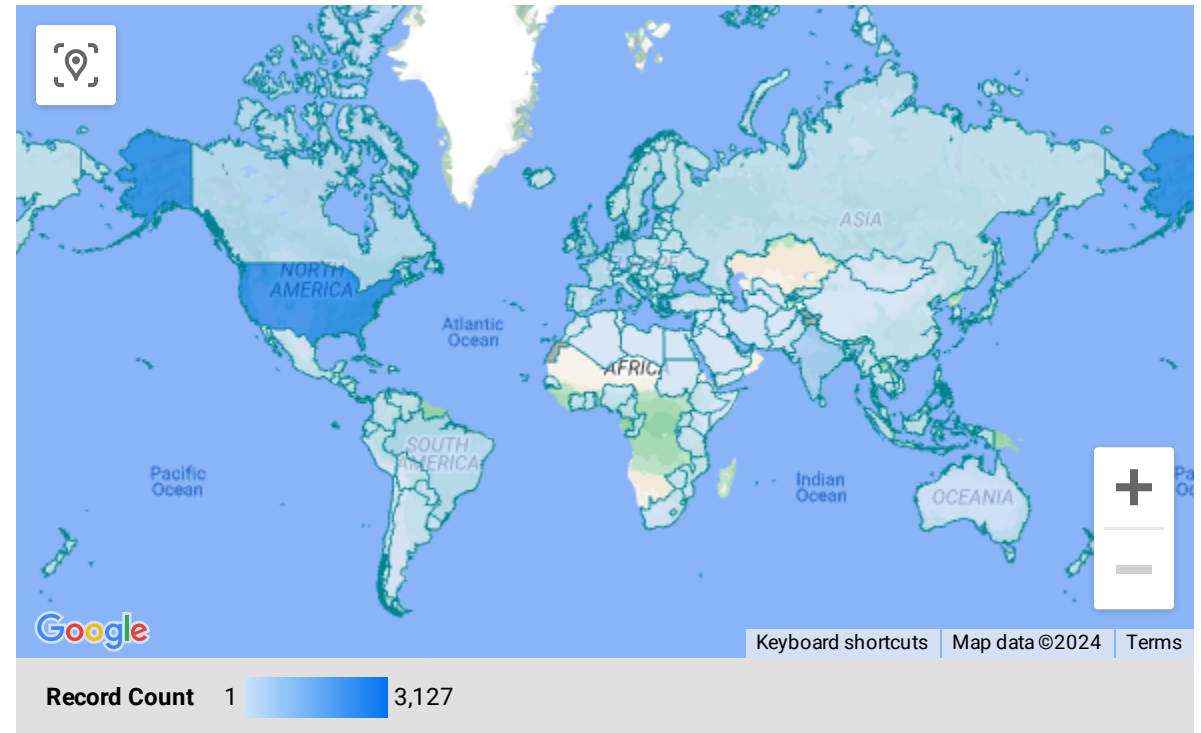 ASIA
EUROPE
NORTH
AMERICA
Atlantic
Ocean
AFRICA
SOUTH
AMERICA
Pacific
Ocean
Indian
Ocean
OCEANIA
Google
Keyboard shortcuts
Map data ©2024
Terms
Record Count 1 3,127